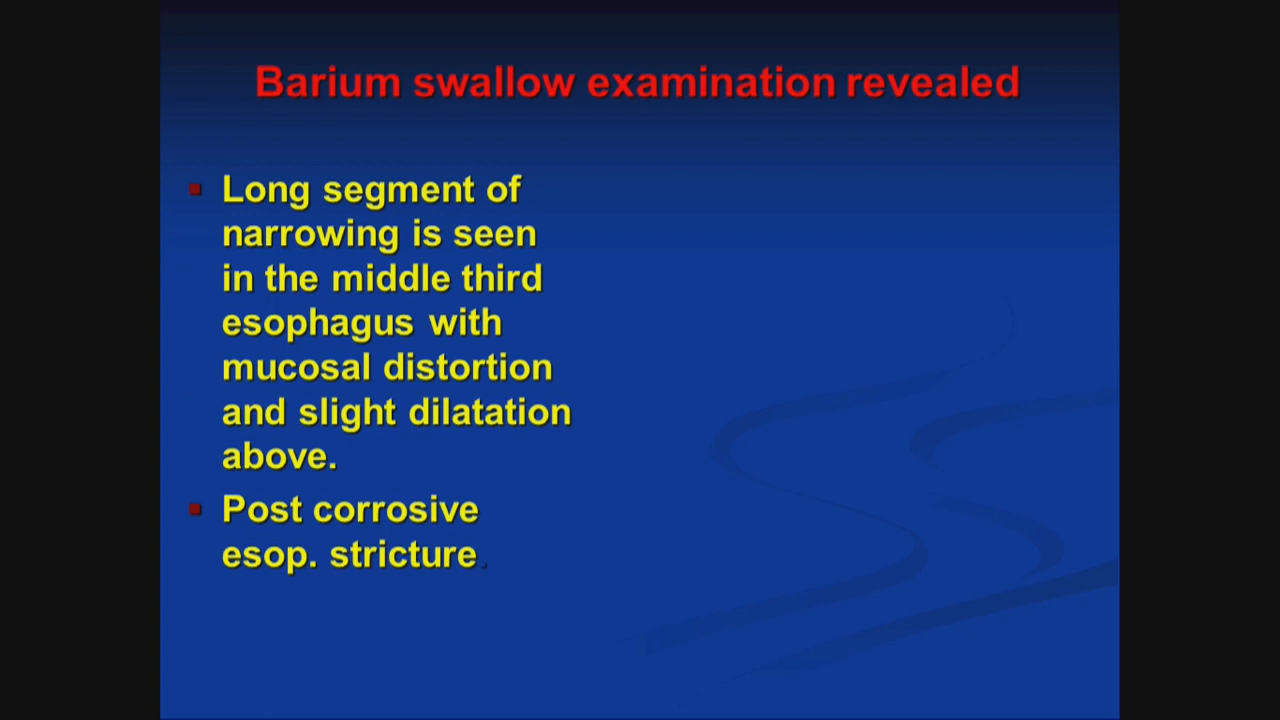 Barium swallow examination revealed
Long segment of
narrowing is seen
in the middle third
esophagus with
mucosal distortion
and slight dilatation
above.
Post corrosive
esop. stricture.